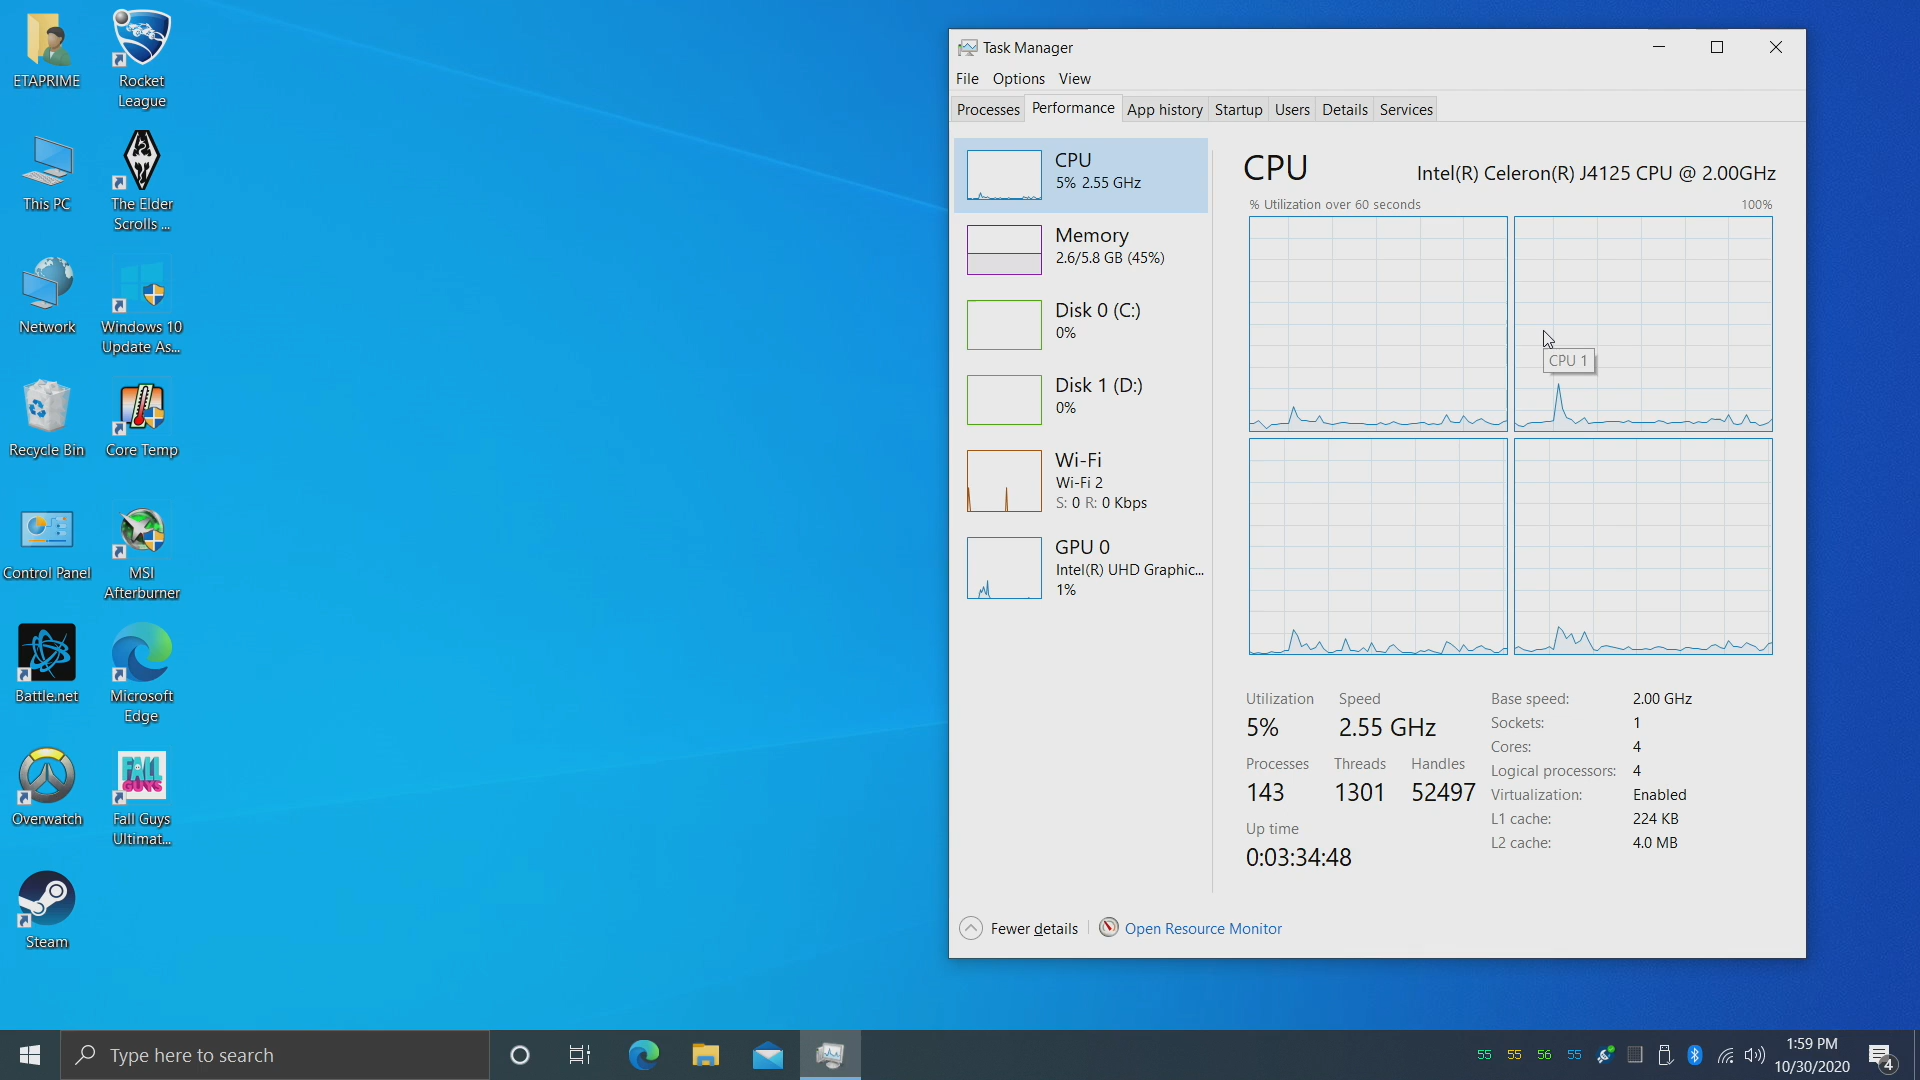 ETAPRIME
Rocket
League
This PC
The Elder
Scrolls ...
Network
Windows 10
Update As...
Recycle Bin
Core Temp
Control Panel
MSI
Afterburner
Battle.net
Microsoft
Edge
Overwatch
FALL
GUYS
Fall Guys
Ultimat...
Steam
Task Manager
File Options View
Processes Performance App history Startup Users Details Services
CPU
5% 2.55 GHz
Memory
2.6/5.8 GB (45%)
Disk 0 (C:)
0%
Disk 1 (D:)
0%
Wi-Fi
Wi-Fi 2
S: 0 R: 0 Kbps
GPU 0
Intel(R) UHD Graphic...
1%
CPU Intel(R) Celeron(R) J4125 CPU @ 2.00GHz
% Utilization over 60 seconds 100%
CPU 1
Utilization Speed
5% 2.55 GHz
Processes Threads Handles
143 1301 52497
Up time
0:03:34:48
Base speed: 2.00 GHz
Sockets: 1
Cores: 4
Logical processors: 4
Virtualization: Enabled
L1 cache: 224 KB
L2 cache: 4.0 MB
Fewer details Open Resource Monitor
Type here to search
55 55 56 55
1:59 PM
10/30/2020
4